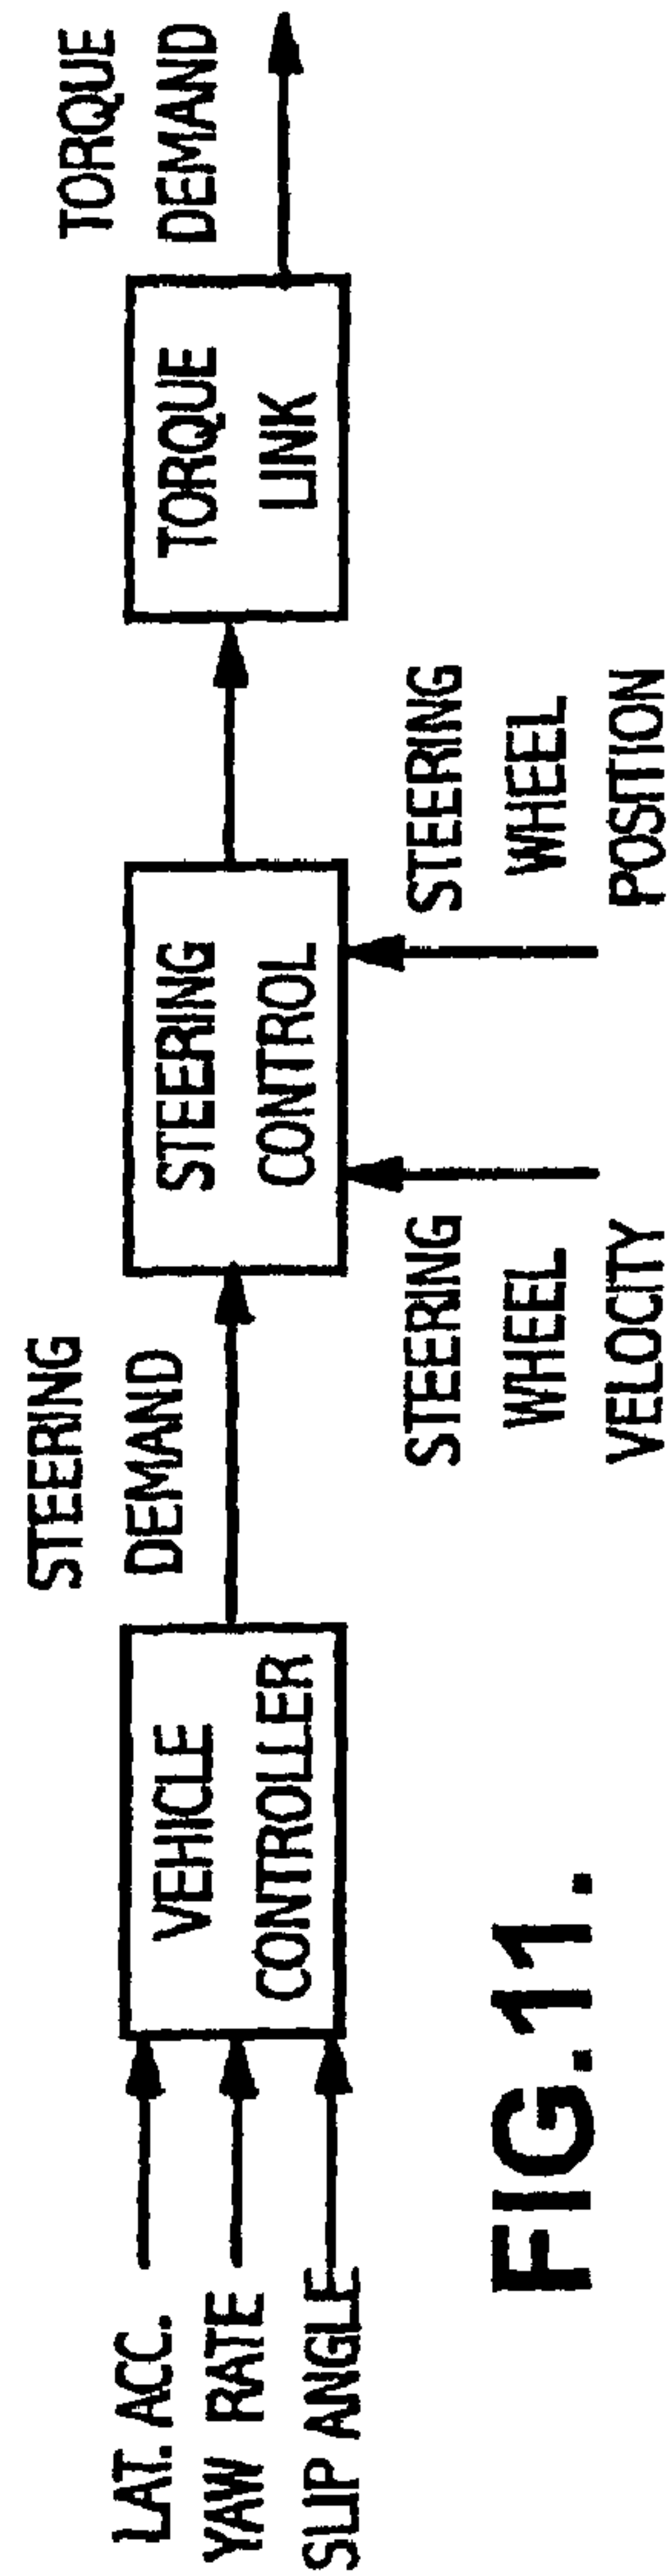 LAT. ACC.
YAW RATE
SLIP ANGLE
VEHICLE
CONTROLLER
STEERING
DEMAND
STEERING
CONTROL
STEERING
WHEEL
VELOCITY
STEERING
WHEEL
POSITION
TORQUE
LINK
TORQUE
DEMAND
FIG.11.